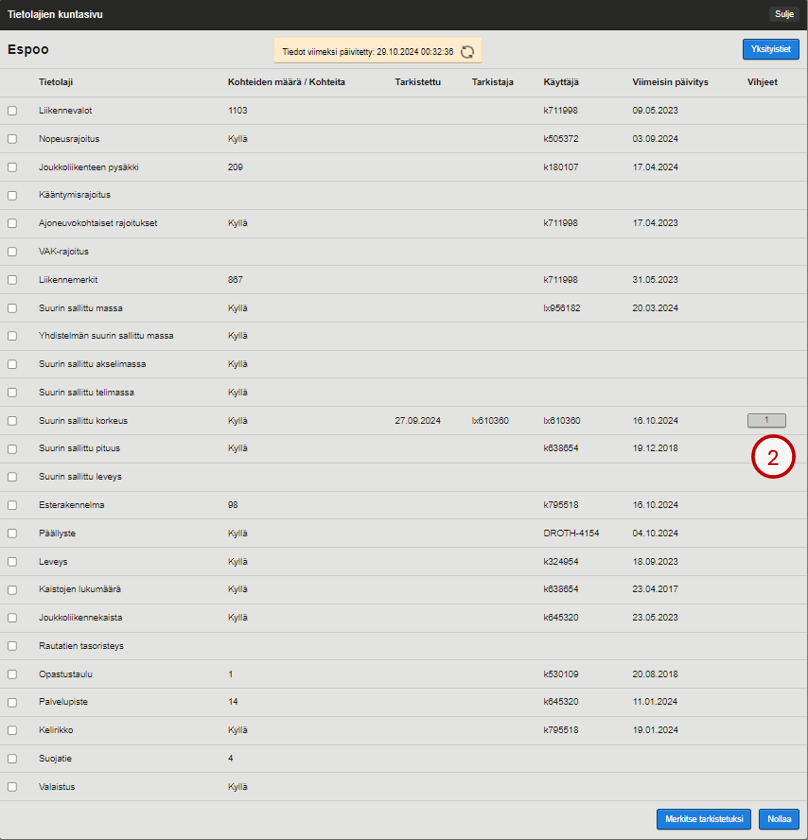 Tietolajien kuntasivu Sulje
Espoo Tiedot viimeksi päivitetty: 29.10.2024 00:32:36 Yksityistiet
Tietolaji Kohteiden määrä / Kohteita Tarkistettu Tarkistaja Käyttäjä Viimeisin päivitys Vihjeet
Liikennevalot 1103 k711998 09.05.2023
Nopeusrajoitus Kyllä k505372 03.09.2024
Joukkoliikenteen pysäkki 209 k180107 17.04.2024
Kääntymisrajoitus
Ajoneuvokohtaiset rajoitukset Kyllä k711998 17.04.2023
VAK-rajoitus
Liikennemerkit 867 k711998 31.05.2023
Suurin sallittu massa Kyllä lx956182 20.03.2024
Yhdistelmän suurin sallittu massa Kyllä
Suurin sallittu akselimassa Kyllä
Suurin sallittu telimassa Kyllä
Suurin sallittu korkeus Kyllä 27.09.2024 lx610360 lx610360 16.10.2024 1
Suurin sallittu pituus Kyllä k638654 19.12.2018
2
Suurin sallittu leveys
Esterakennelma 98 k795518 16.10.2024
Päällyste Kyllä DROTH-4154 04.10.2024
Leveys Kyllä k324954 18.09.2023
Kaistojen lukumäärä Kyllä k638654 23.04.2017
Joukkoliikennekaista Kyllä k645320 23.05.2023
Rautatien tasoristeys
Opastustaulu 1 k530109 20.08.2018
Palvelupiste 14 k645320 11.01.2024
Kelirikko Kyllä k795518 19.01.2024
Suojatie 4
Valaistus Kyllä
Merkitse tarkistetuksi Nollaa